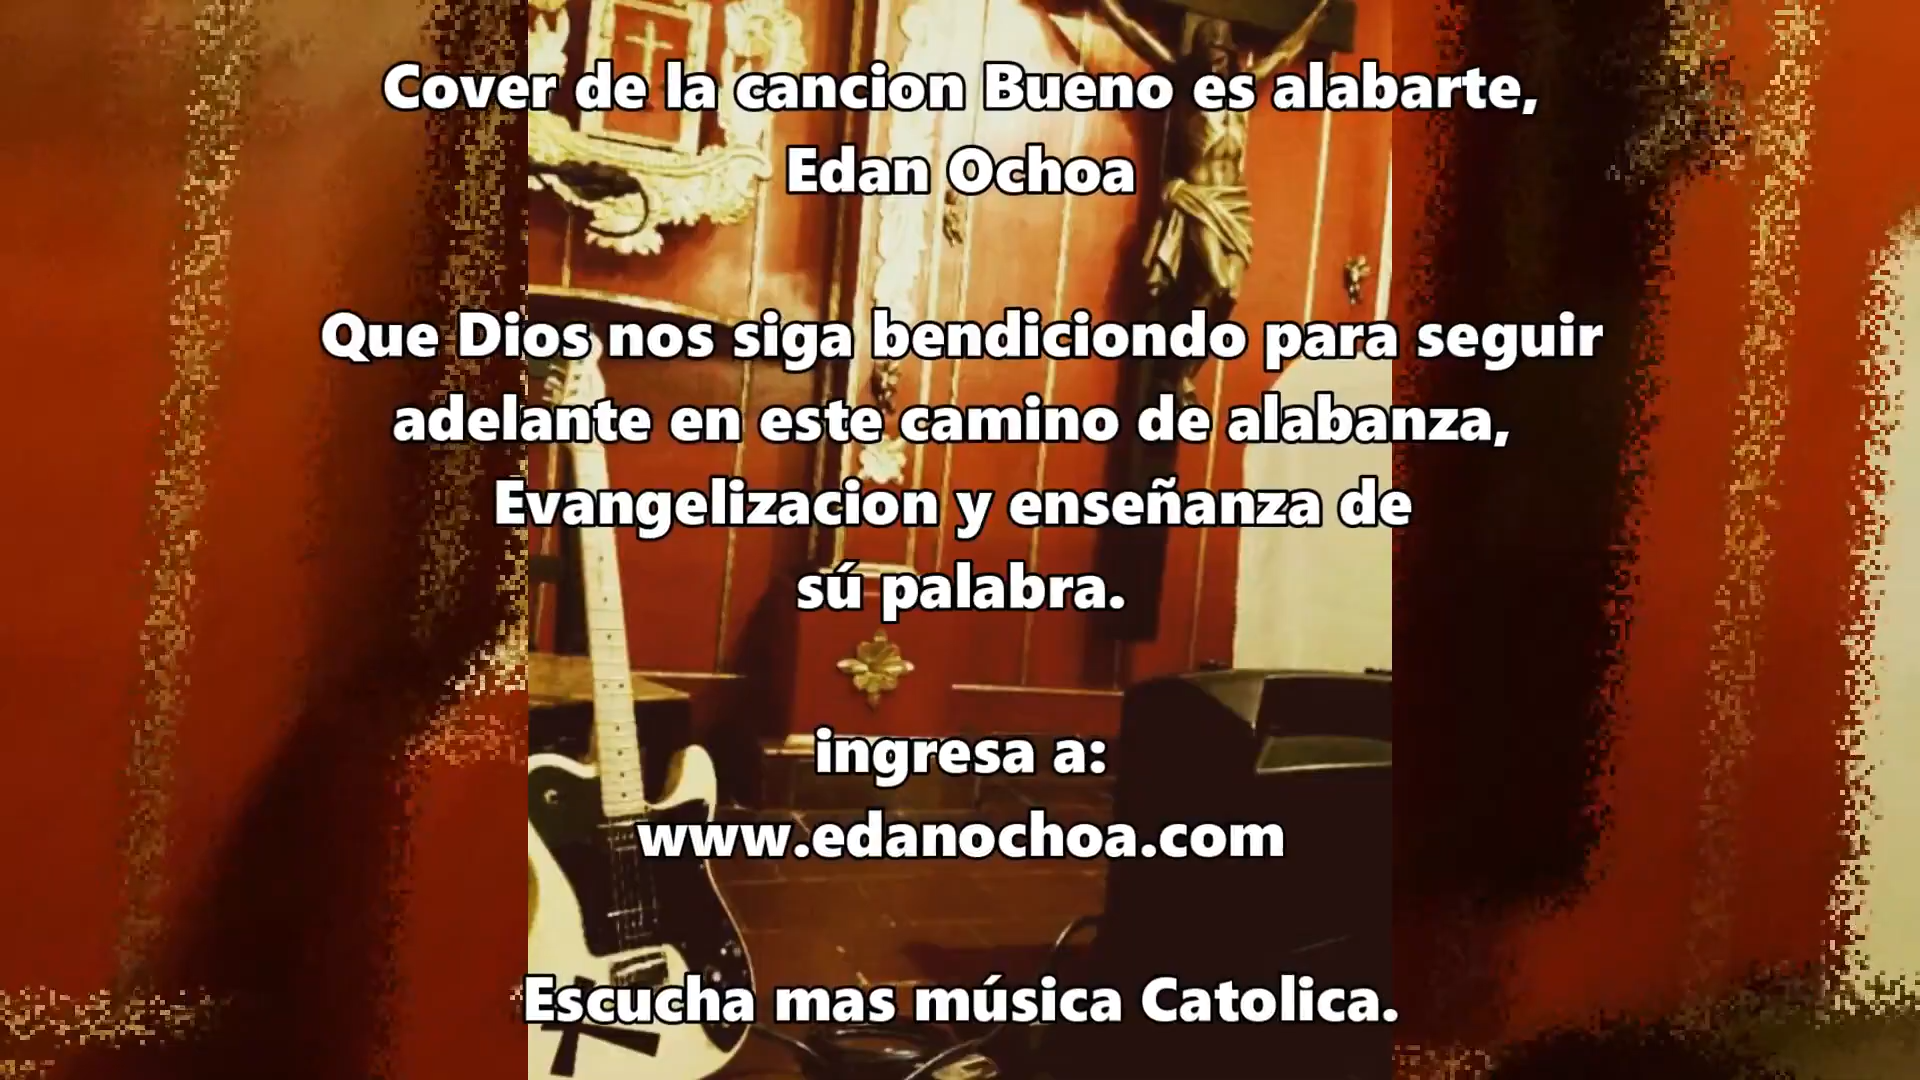 Cover de la cancion Bueno es alabarte,
Edan Ochoa
Que Dios nos siga bendiciondo para seguir
adelante en este camino de alabanza,
Evangelizacion y enseñanza de
sú palabra.
ingresa a:
www.edanochoa.com
Escucha mas música Catolica.